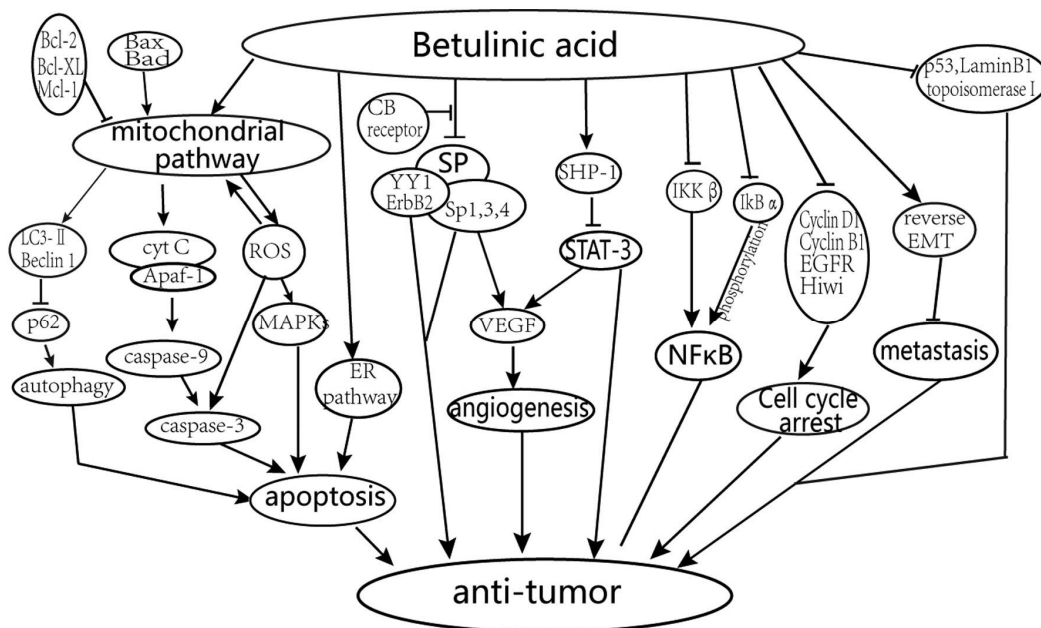 Betulinic acid
Bcl-2
Bcl-XL
Mcl-1
Bax
Bad
p53,LaminB1
topoisomerase I
CB
receptor
mitochondrial
pathway
SP
YY1
ErbB2
Sp1,3,4
SHP-1
IKK β
IkB α
phosphorylation
Cyclin D1
Cyclin B1
EGFR
Hiwi
reverse
EMT
LC3-Ⅱ
Beclin 1
cyt C
Apaf-1
ROS
STAT-3
p62
MAPKs
VEGF
NFκB
metastasis
autophagy
caspase-9
caspase-3
ER
pathway
angiogenesis
Cell cycle
arrest
apoptosis
anti-tumor